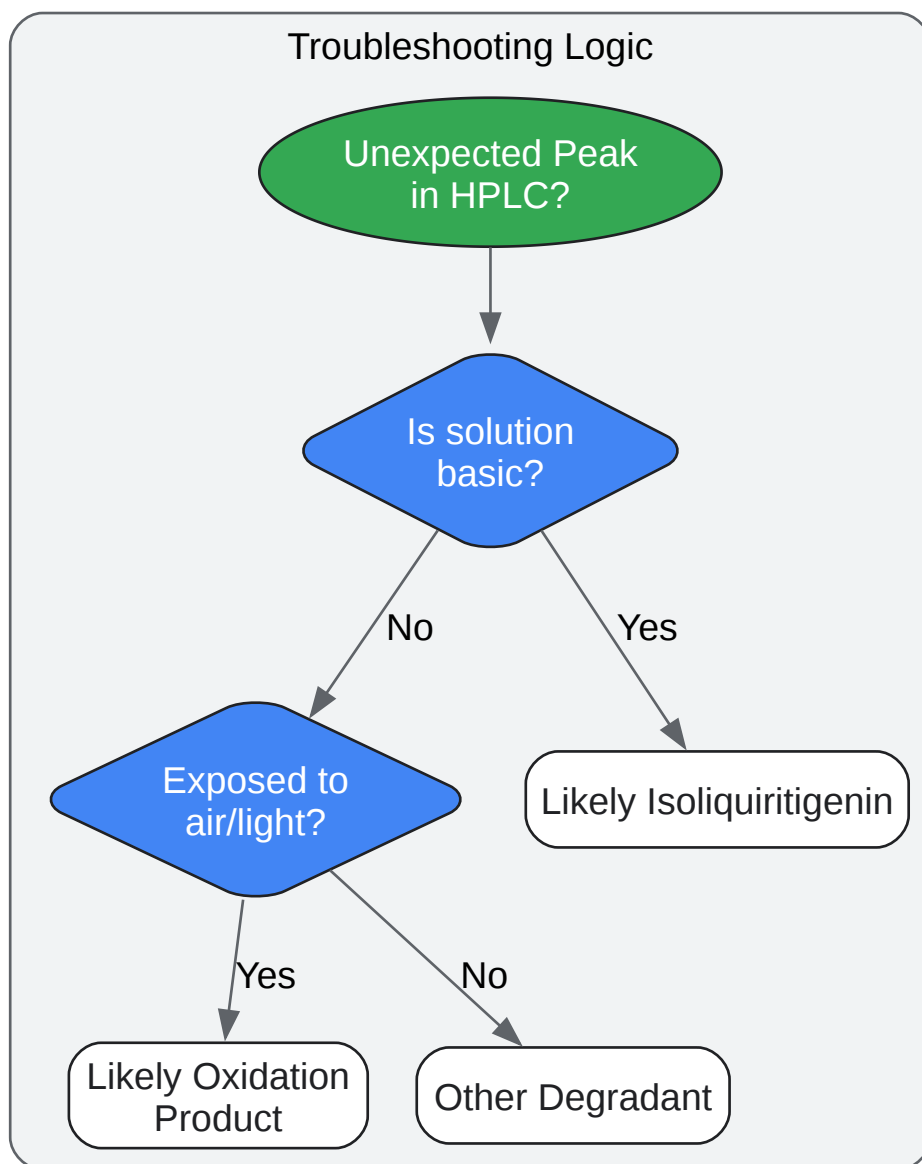 Troubleshooting Logic
Unexpected Peak
in HPLC?
Is solution
basic?
No
Yes
Exposed to
air/light?
Likely Isoliquiritigenin
Yes
No
Likely Oxidation
Product
Other Degradant